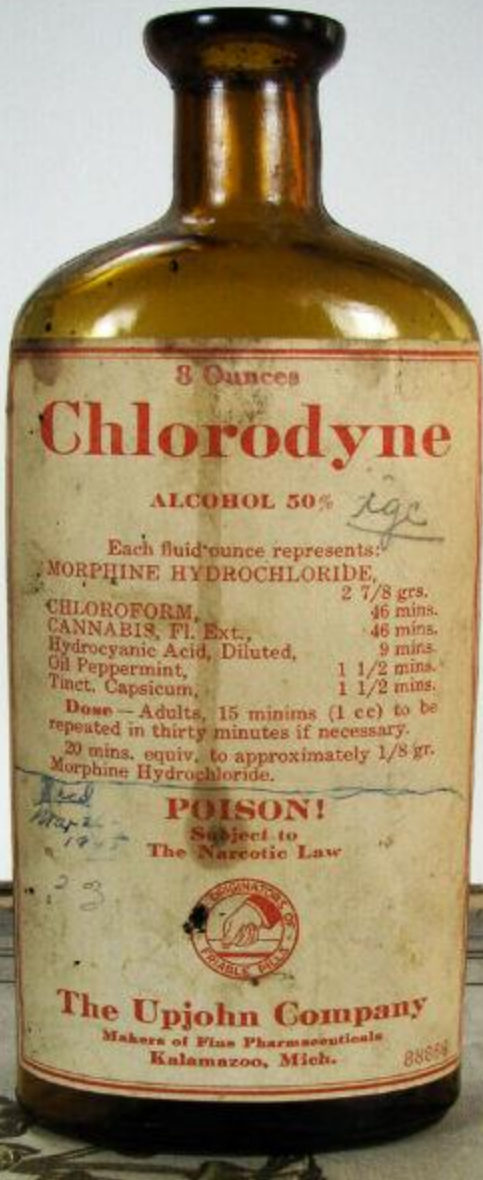 8 Ounces
Chlorodyne
ALCOHOL 50%
Each fluid ounce represents:
MORPHINE HYDROCHLORIDE,
2 7/8 grs.
CHLOROFORM, 46 mins.
CANNABIS, Fl. Ext., 46 mins.
Hydrocyanic Acid, Diluted, 9 mins.
Oil Peppermint, 1 1/2 mins.
Tinct. Capsicum, 1 1/2 mins.
Dose — Adults, 15 minims (1 cc) to be
repeated in thirty minutes if necessary.
20 mins. equiv. to approximately 1/8 gr.
Morphine Hydrochloride.
POISON!
Subject to
The Narcotic Law
ORIGINATORS OF
FRIABLE PILLS
The Upjohn Company
Makers of Fine Pharmaceuticals
Kalamazoo, Mich.